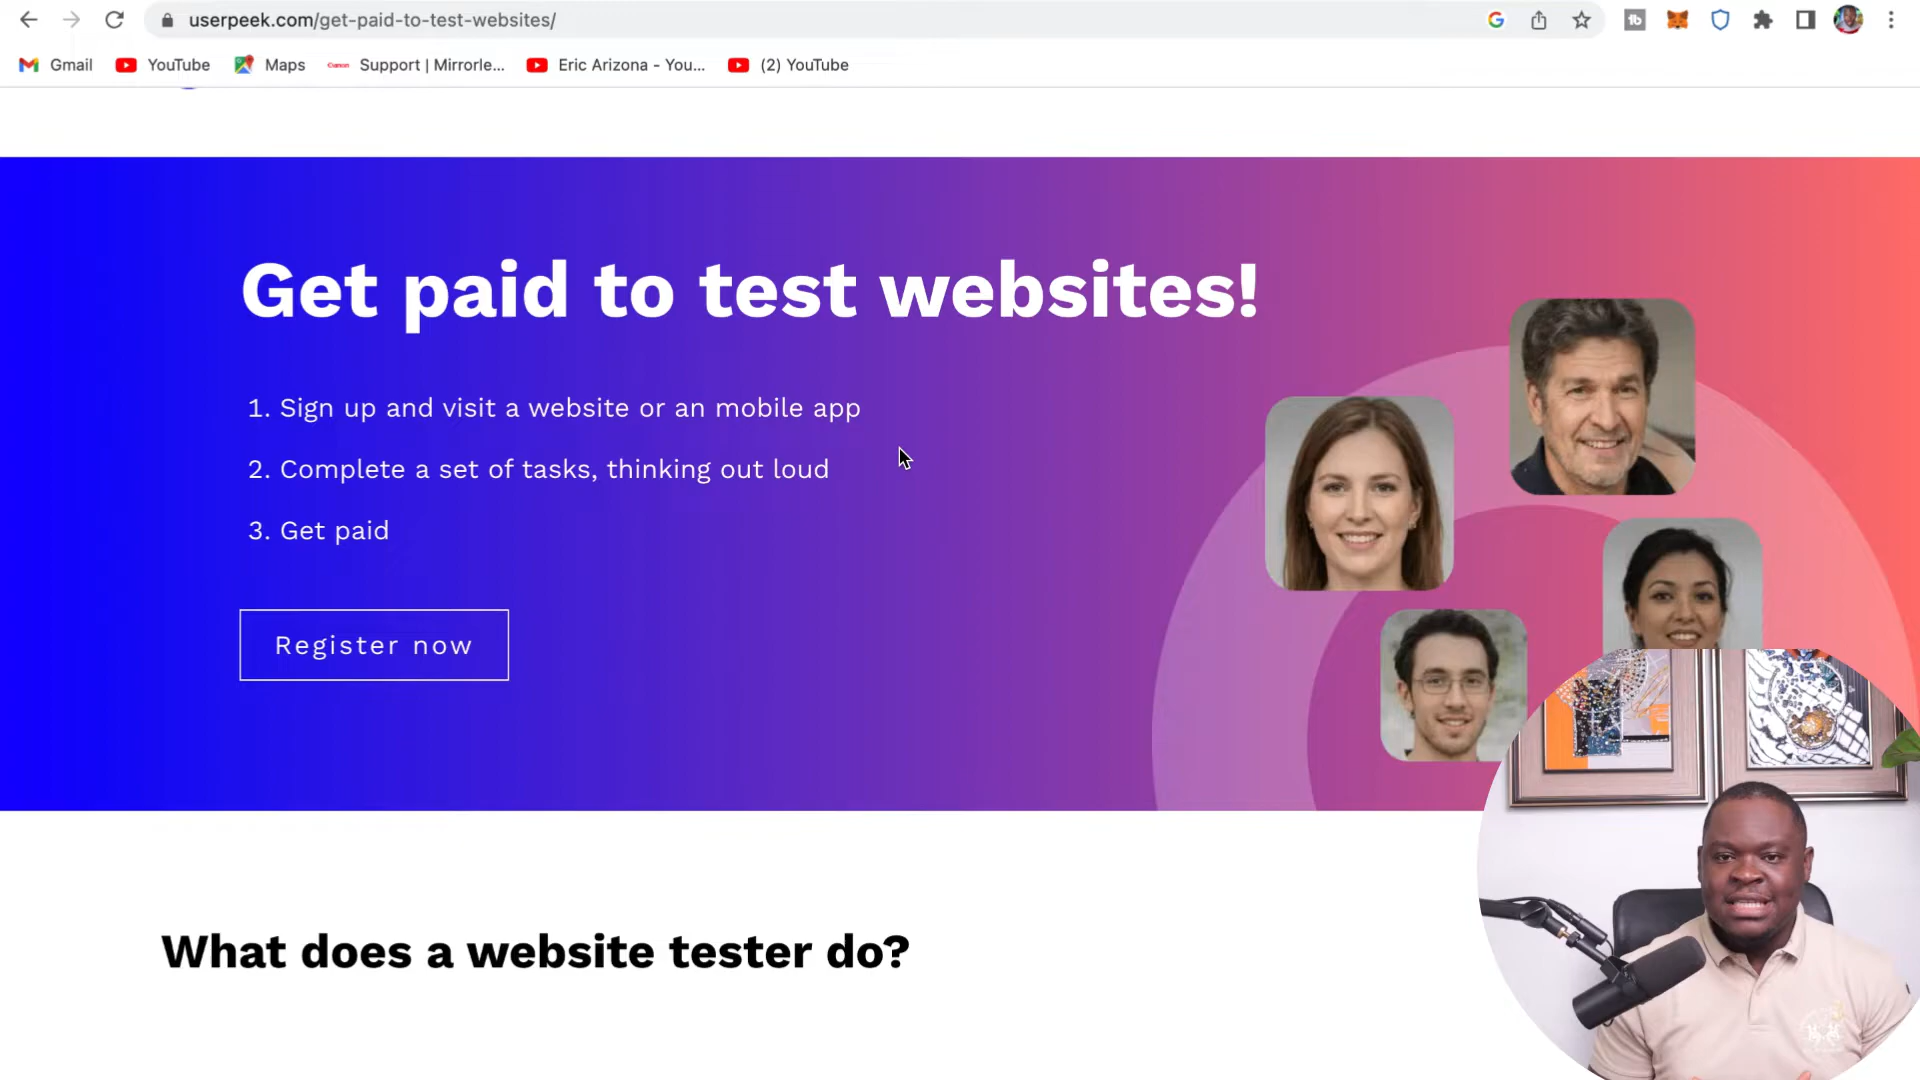 userpeek.com/get-paid-to-test-websites/
Gmail
YouTube
Maps
Canon
Support | Mirrorle...
Eric Arizona - You...
(2) YouTube
Get paid to test websites!
1. Sign up and visit a website or an mobile app
2. Complete a set of tasks, thinking out loud
3. Get paid
Register now
What does a website tester do?